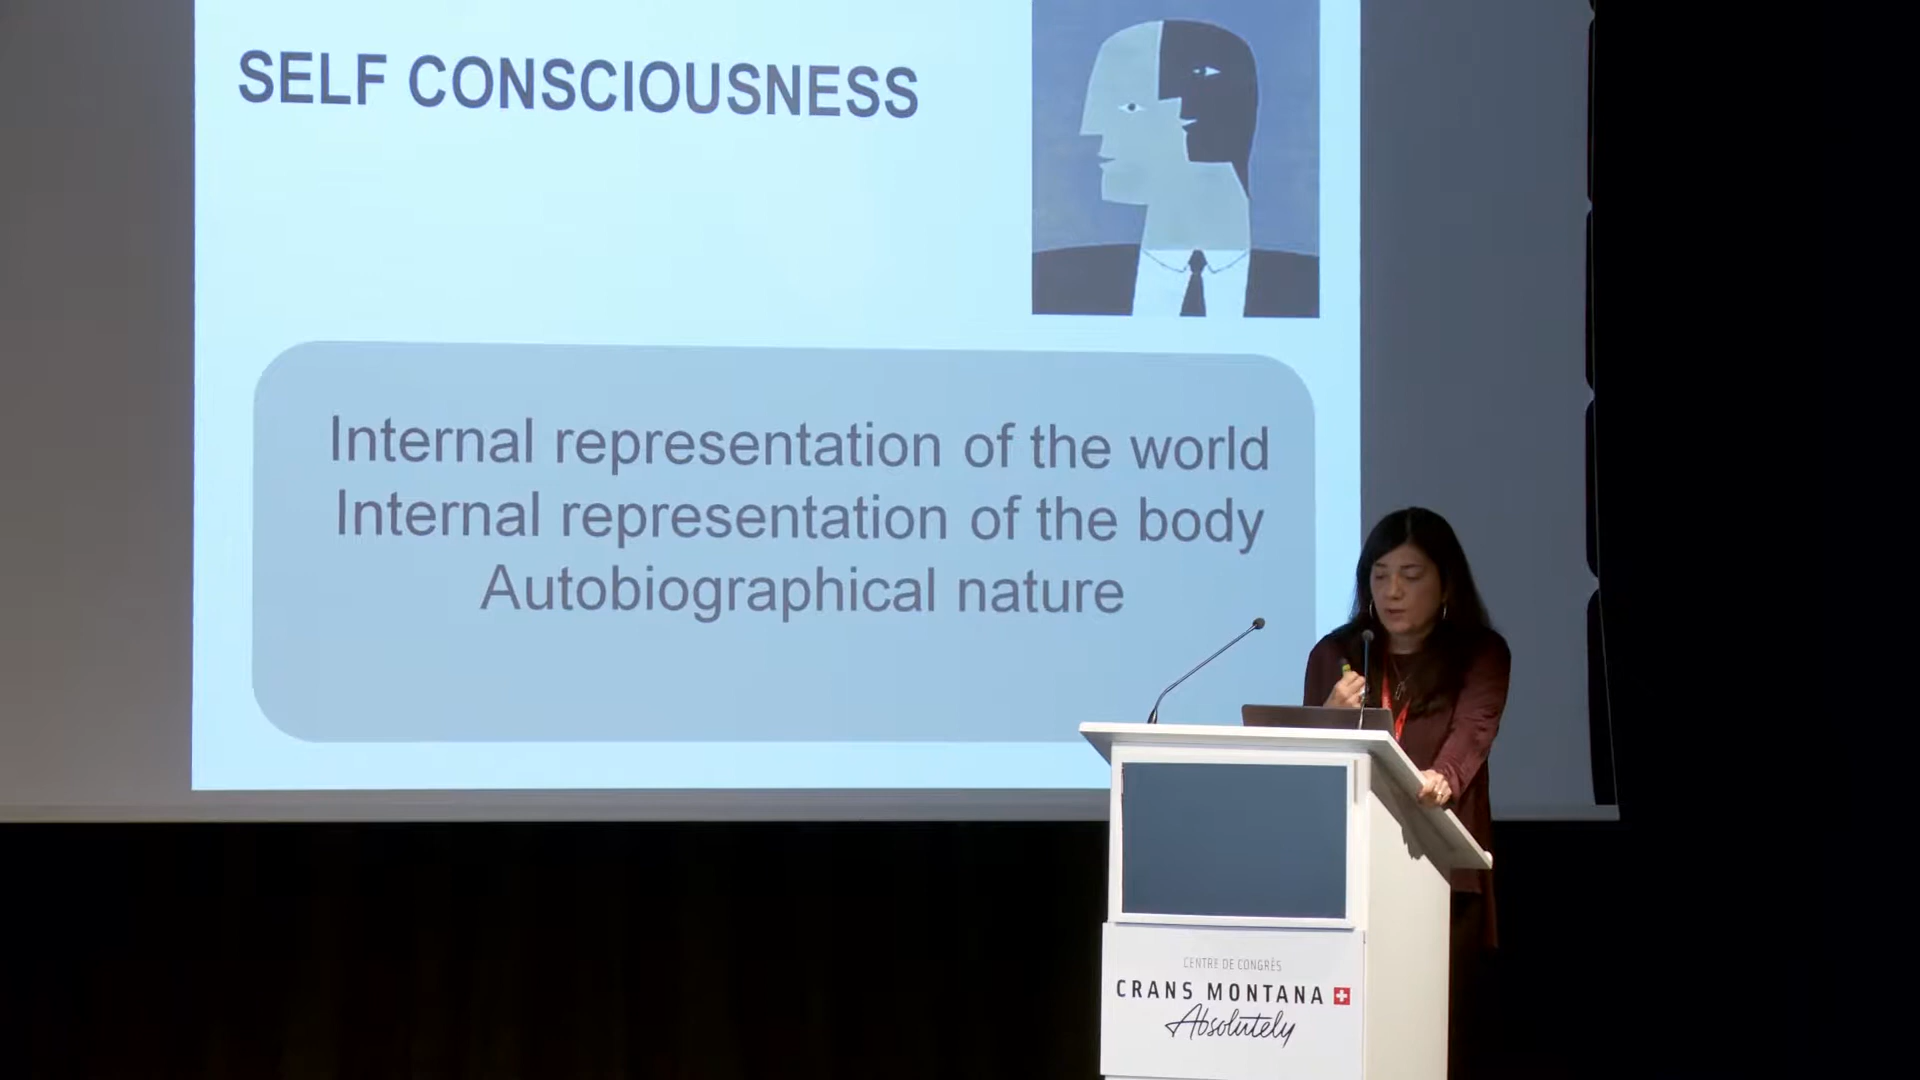 SELF CONSCIOUSNESS
Internal representation of the world
Internal representation of the body
Autobiographical nature
CENTRE DE CONGRÈS
CRANS MONTANA
Absolutely